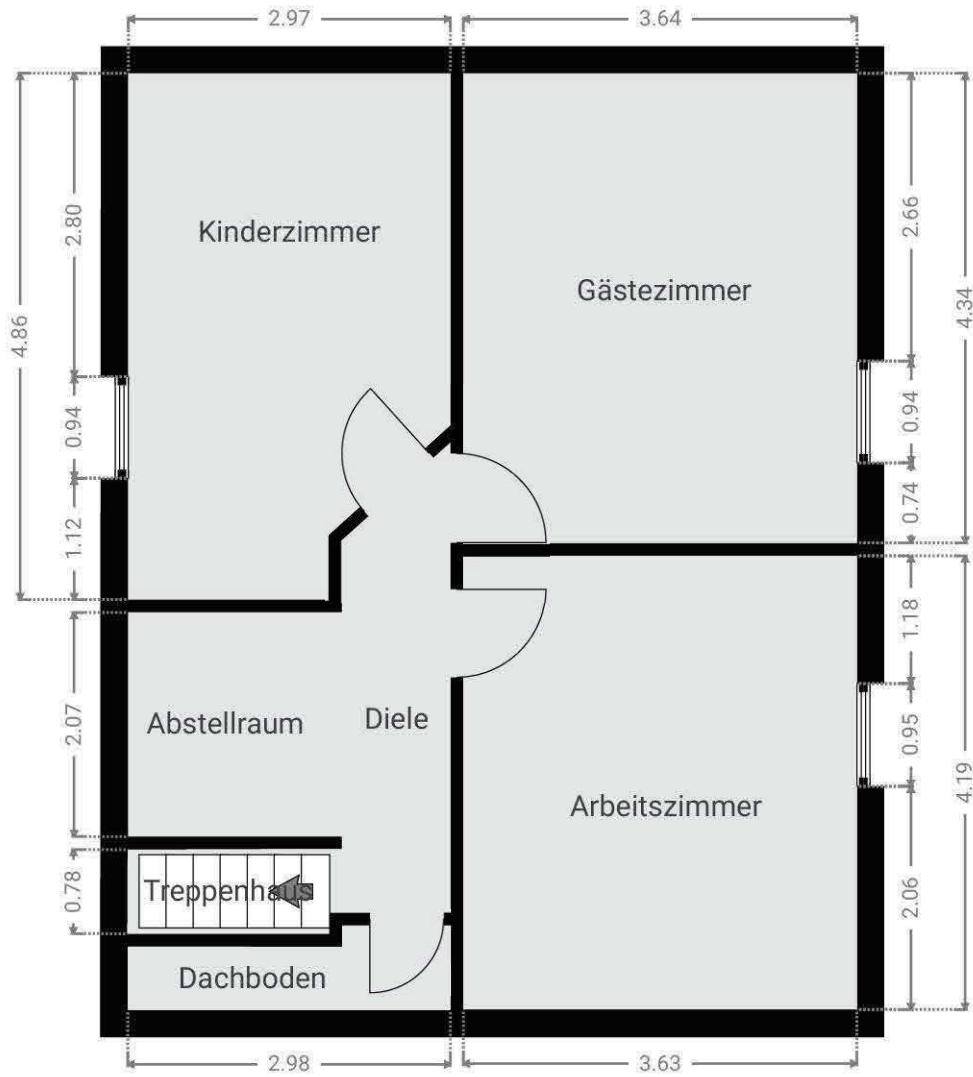 2.97
3.64
Kinderzimmer
Gästezimmer
2.80
2.66
4.86
4.34
0.94
0.94
1.12
0.74
1.18
Abstellraum
Diele
2.07
0.95
4.19
Arbeitszimmer
Treppenhaus
0.78
2.06
Dachboden
2.98
3.63